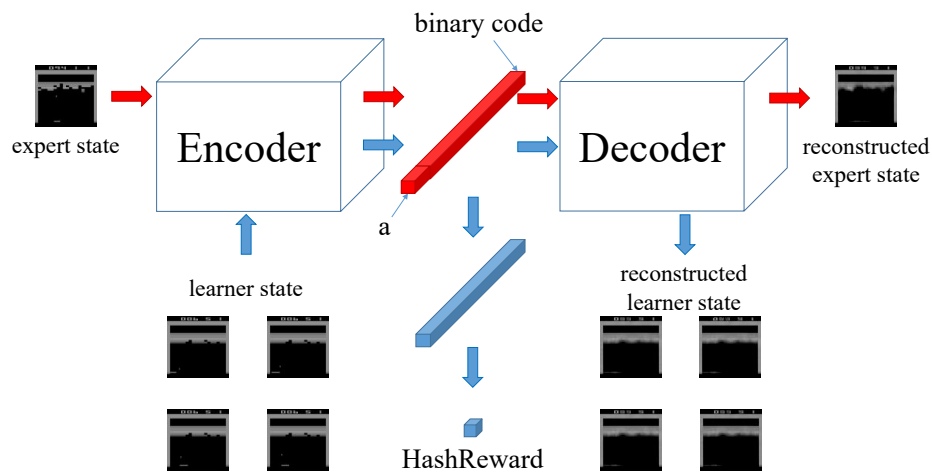 binary code
Encoder
Decoder
expert state
reconstructed
expert state
a
learner state
reconstructed
learner state
HashReward